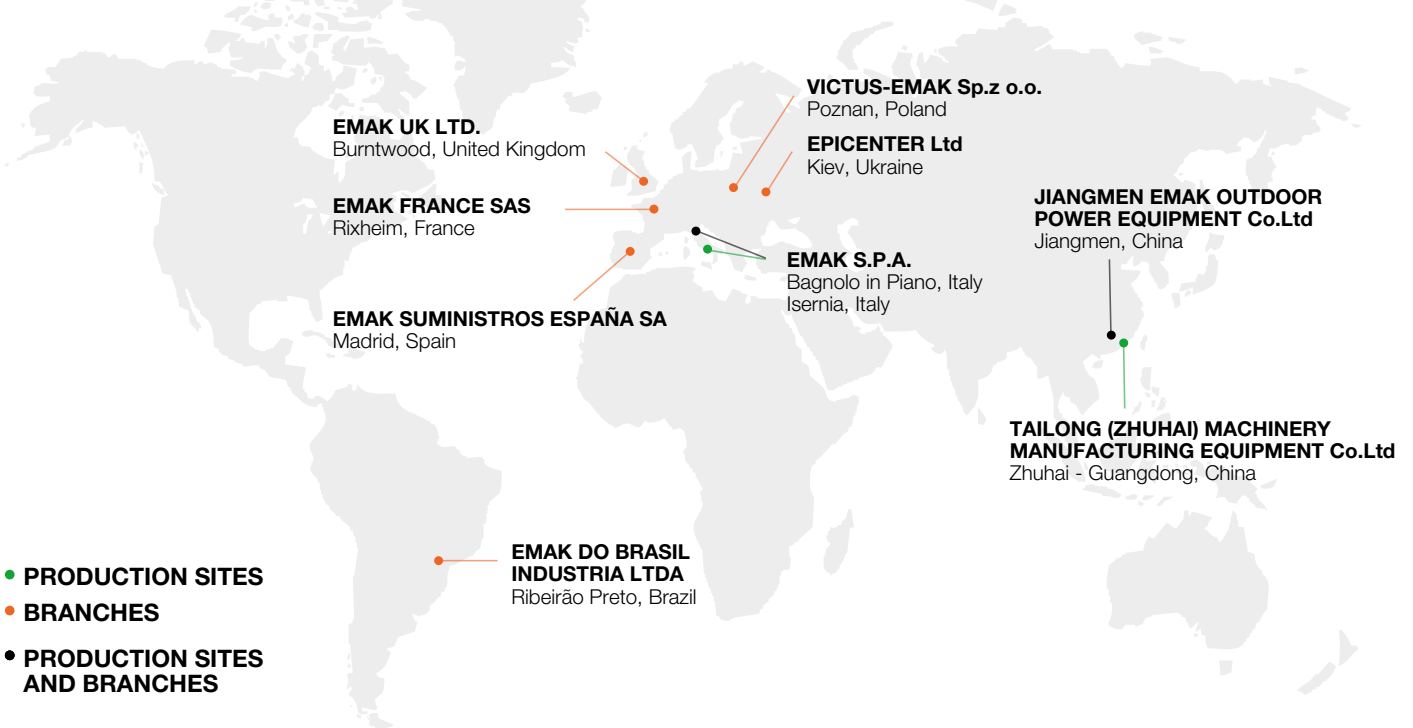 VICTUS-EMAK Sp.z o.o.
Poznan, Poland
EMAK UK LTD.
Burntwood, United Kingdom
EPICENTER Ltd
Kiev, Ukraine
EMAK FRANCE SAS
Rixheim, France
JIANGMEN EMAK OUTDOOR
POWER EQUIPMENT Co.Ltd
Jiangmen, China
EMAK S.P.A.
Bagnolo in Piano, Italy
Isernia, Italy
EMAK SUMINISTROS ESPAÑA SA
Madrid, Spain
TAILONG (ZHUHAI) MACHINERY
MANUFACTURING EQUIPMENT Co.Ltd
Zhuhai - Guangdong, China
EMAK DO BRASIL
INDUSTRIA LTDA
Ribeirão Preto, Brazil
PRODUCTION SITES
BRANCHES
PRODUCTION SITES
AND BRANCHES